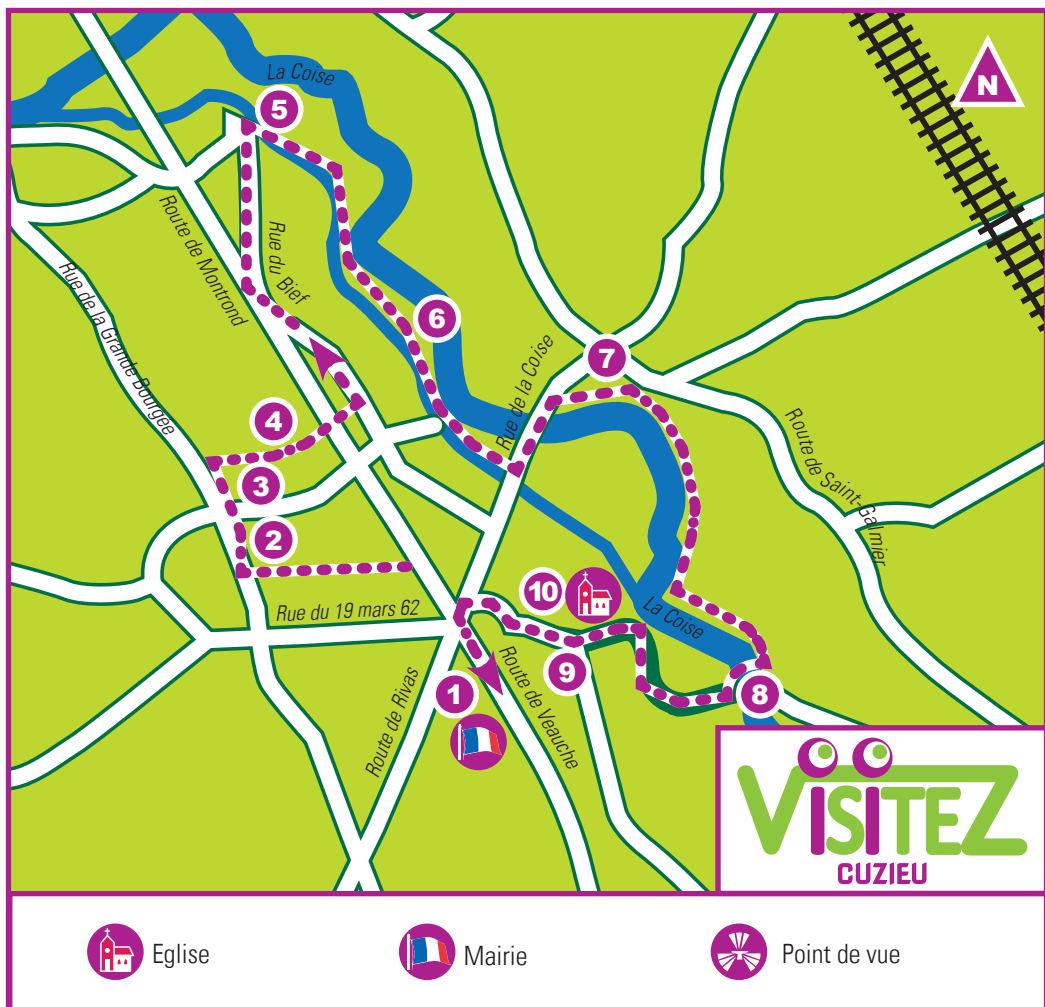 La Coise
N
5
Route de Montrond
Rue du Bief
Rue de la Grande Bourgée
6
7
Rue de la Coise
4
3
2
Route de Saint-Galmier
Rue du 19 mars 62
10
La Coise
9
8
1
Route de Rivas
Route de Veauche
VISITEZ
CUZIEU
Eglise
Mairie
Point de vue